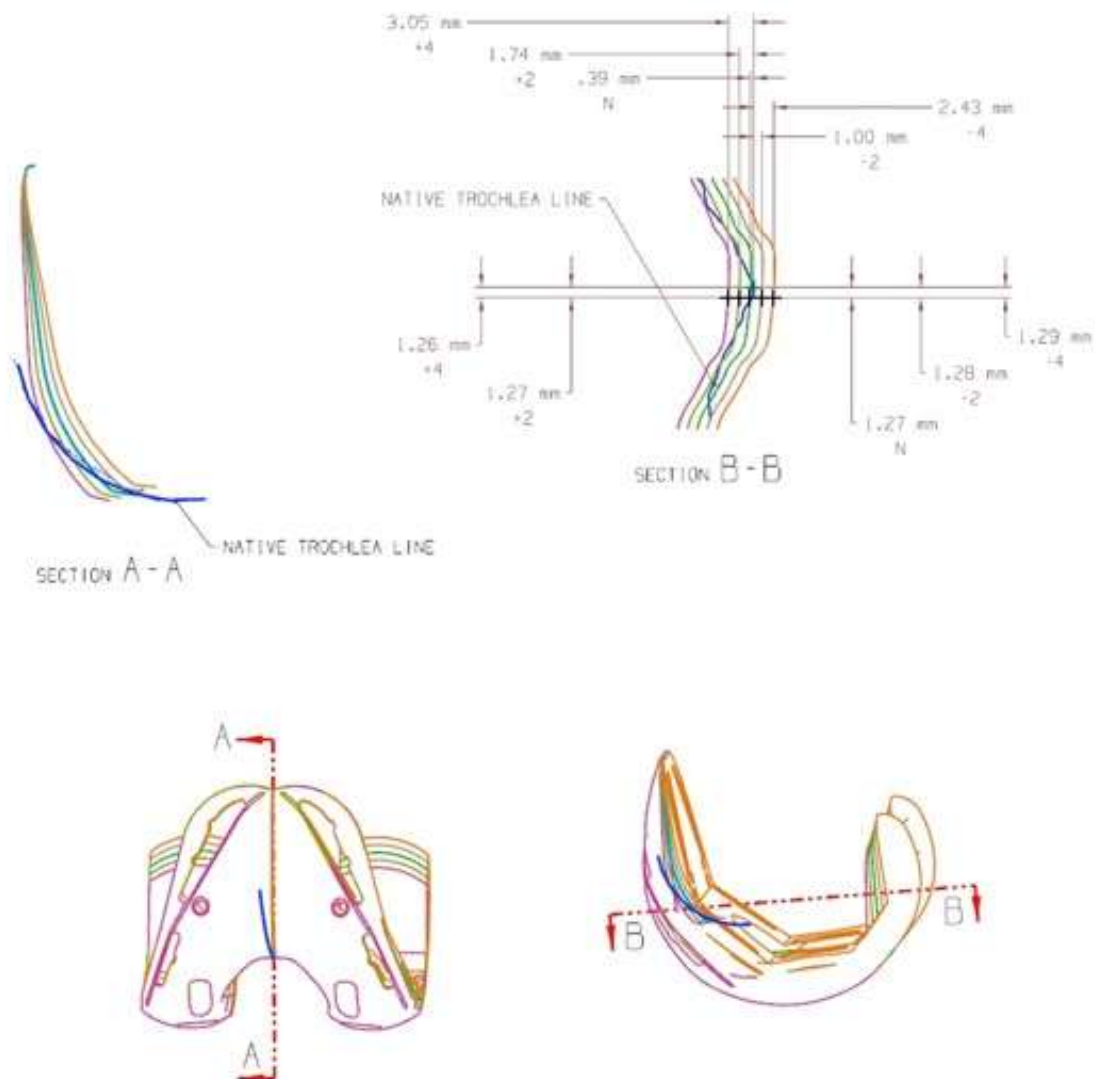 3.05 mm
+4
1.74 mm
+2
.39 mm
N
2.43 mm
-4
1.00 mm
-2
NATIVE TROCHLEA LINE
1.26 mm
+4
1.27 mm
+2
1.29 mm
-4
1.28 mm
-2
1.27 mm
N
SECTION B-B
NATIVE TROCHLEA LINE
SECTION A-A
A
B
B
A